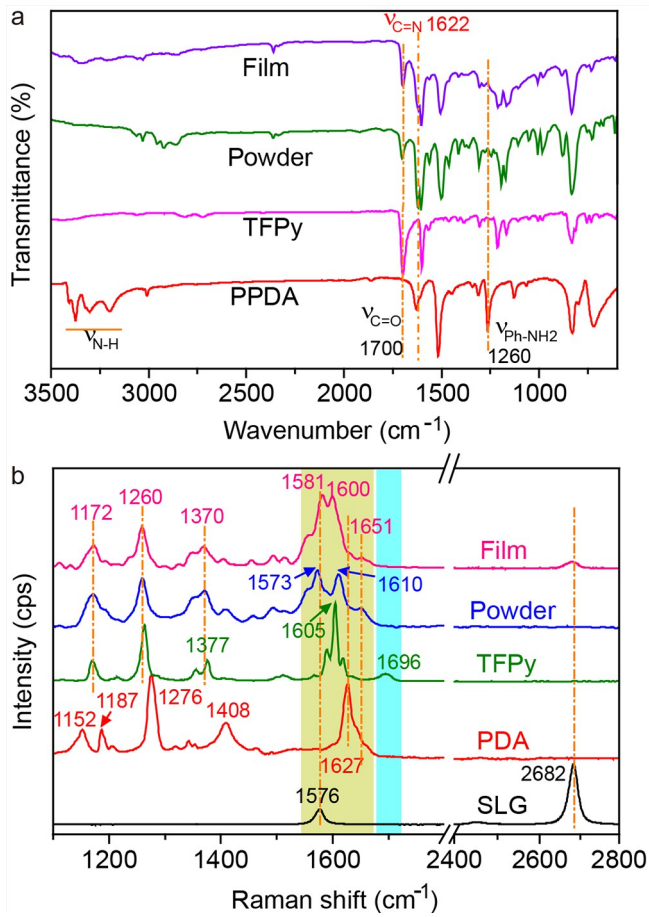 a
νC=N 1622
Film
Powder
TFPy
PPDA
νN-H
νC=O
1700
νPh-NH2
1260
Transmittance (%)
3500 3000 2500 2000 1500 1000
Wavenumber (cm⁻¹)
b
1172
1260
1370
1581
1600
1651
Film
1573
1610
Powder
1605
1377
1696
TFPy
1152
1187
1276
1408
1627
PDA
1576
2682
SLG
Intensity (cps)
1200 1400 1600 2400 2600 2800
Raman shift (cm⁻¹)